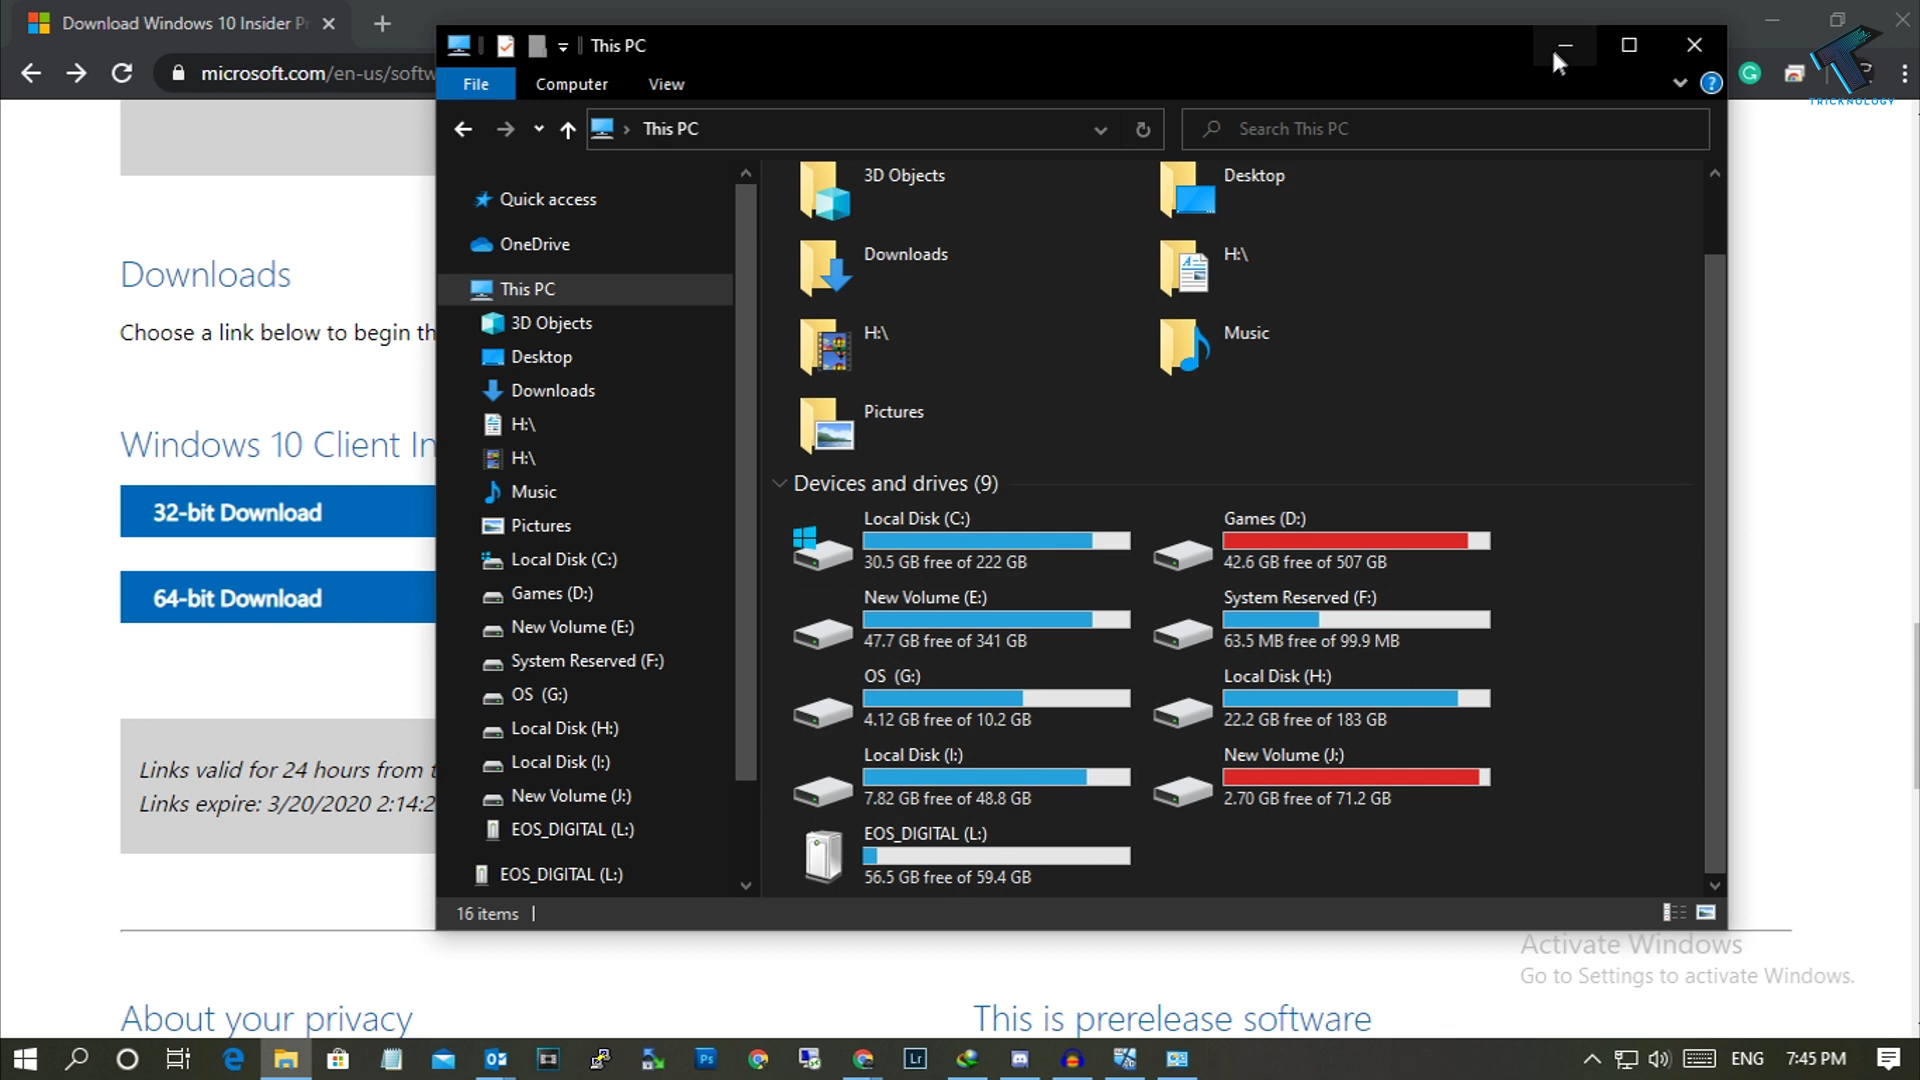 Download Windows 10 Insider Pr
This PC
microsoft.com/en-us/softw
File
Computer
View
This PC
Search This PC
TRICKNOLOGY
Quick access
OneDrive
This PC
3D Objects
Desktop
Downloads
H:\
H:\
Music
Pictures
Local Disk (C:)
Games (D:)
New Volume (E:)
System Reserved (F:)
OS (G:)
Local Disk (H:)
Local Disk (I:)
New Volume (J:)
EOS_DIGITAL (L:)
EOS_DIGITAL (L:)
16 items
3D Objects
Desktop
Downloads
H:\
H:\
Music
Pictures
Devices and drives (9)
Local Disk (C:)
30.5 GB free of 222 GB
Games (D:)
42.6 GB free of 507 GB
New Volume (E:)
47.7 GB free of 341 GB
System Reserved (F:)
63.5 MB free of 99.9 MB
OS (G:)
4.12 GB free of 10.2 GB
Local Disk (H:)
22.2 GB free of 183 GB
Local Disk (I:)
7.82 GB free of 48.8 GB
New Volume (J:)
2.70 GB free of 71.2 GB
EOS_DIGITAL (L:)
56.5 GB free of 59.4 GB
Downloads
Choose a link below to begin th
Windows 10 Client In
32-bit Download
64-bit Download
Links valid for 24 hours from t
Links expire: 3/20/2020 2:14:2
Activate Windows
Go to Settings to activate Windows.
About your privacy
This is prerelease software
Ps
Lr
ENG
7:45 PM